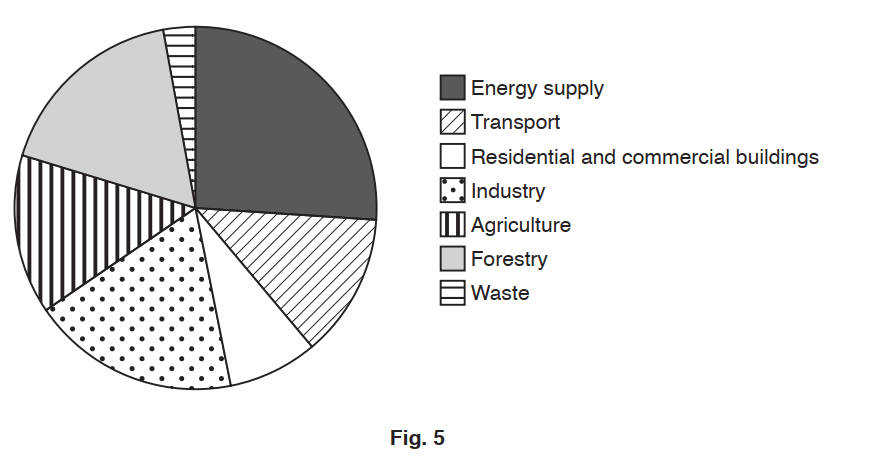 Energy supply
Transport
Residential and commercial buildings
Industry
Agriculture
Forestry
Waste
Fig. 5